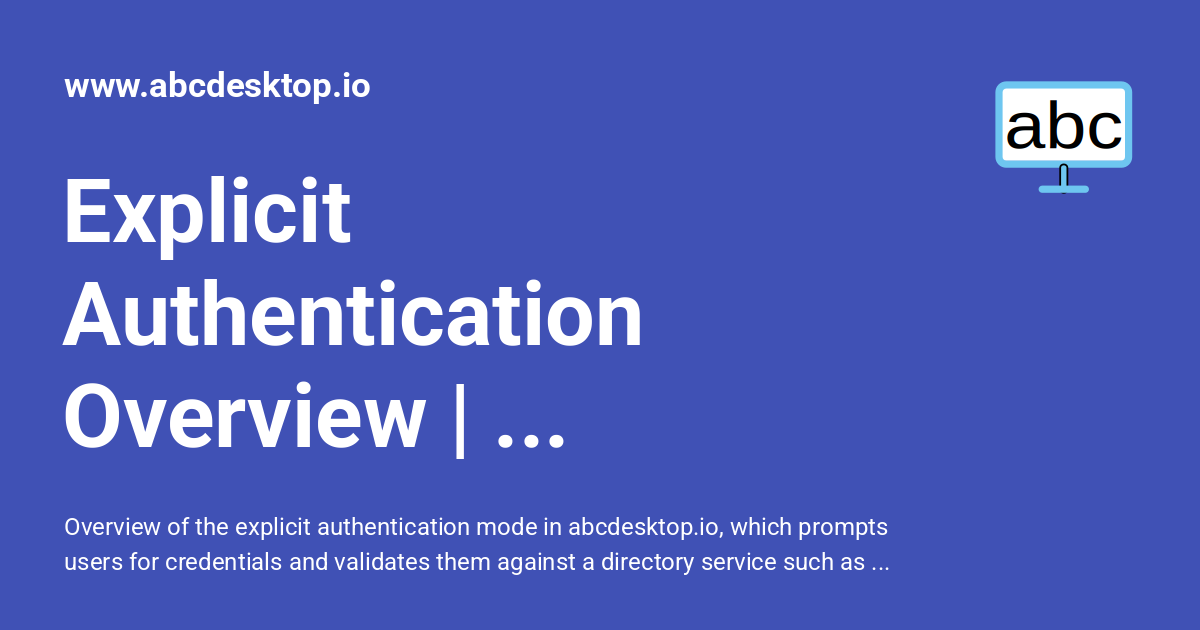 www.abcdesktop.io
abc
Explicit
Authentication
Overview | ...
Overview of the explicit authentication mode in abcdesktop.io, which prompts
users for credentials and validates them against a directory service such as ...